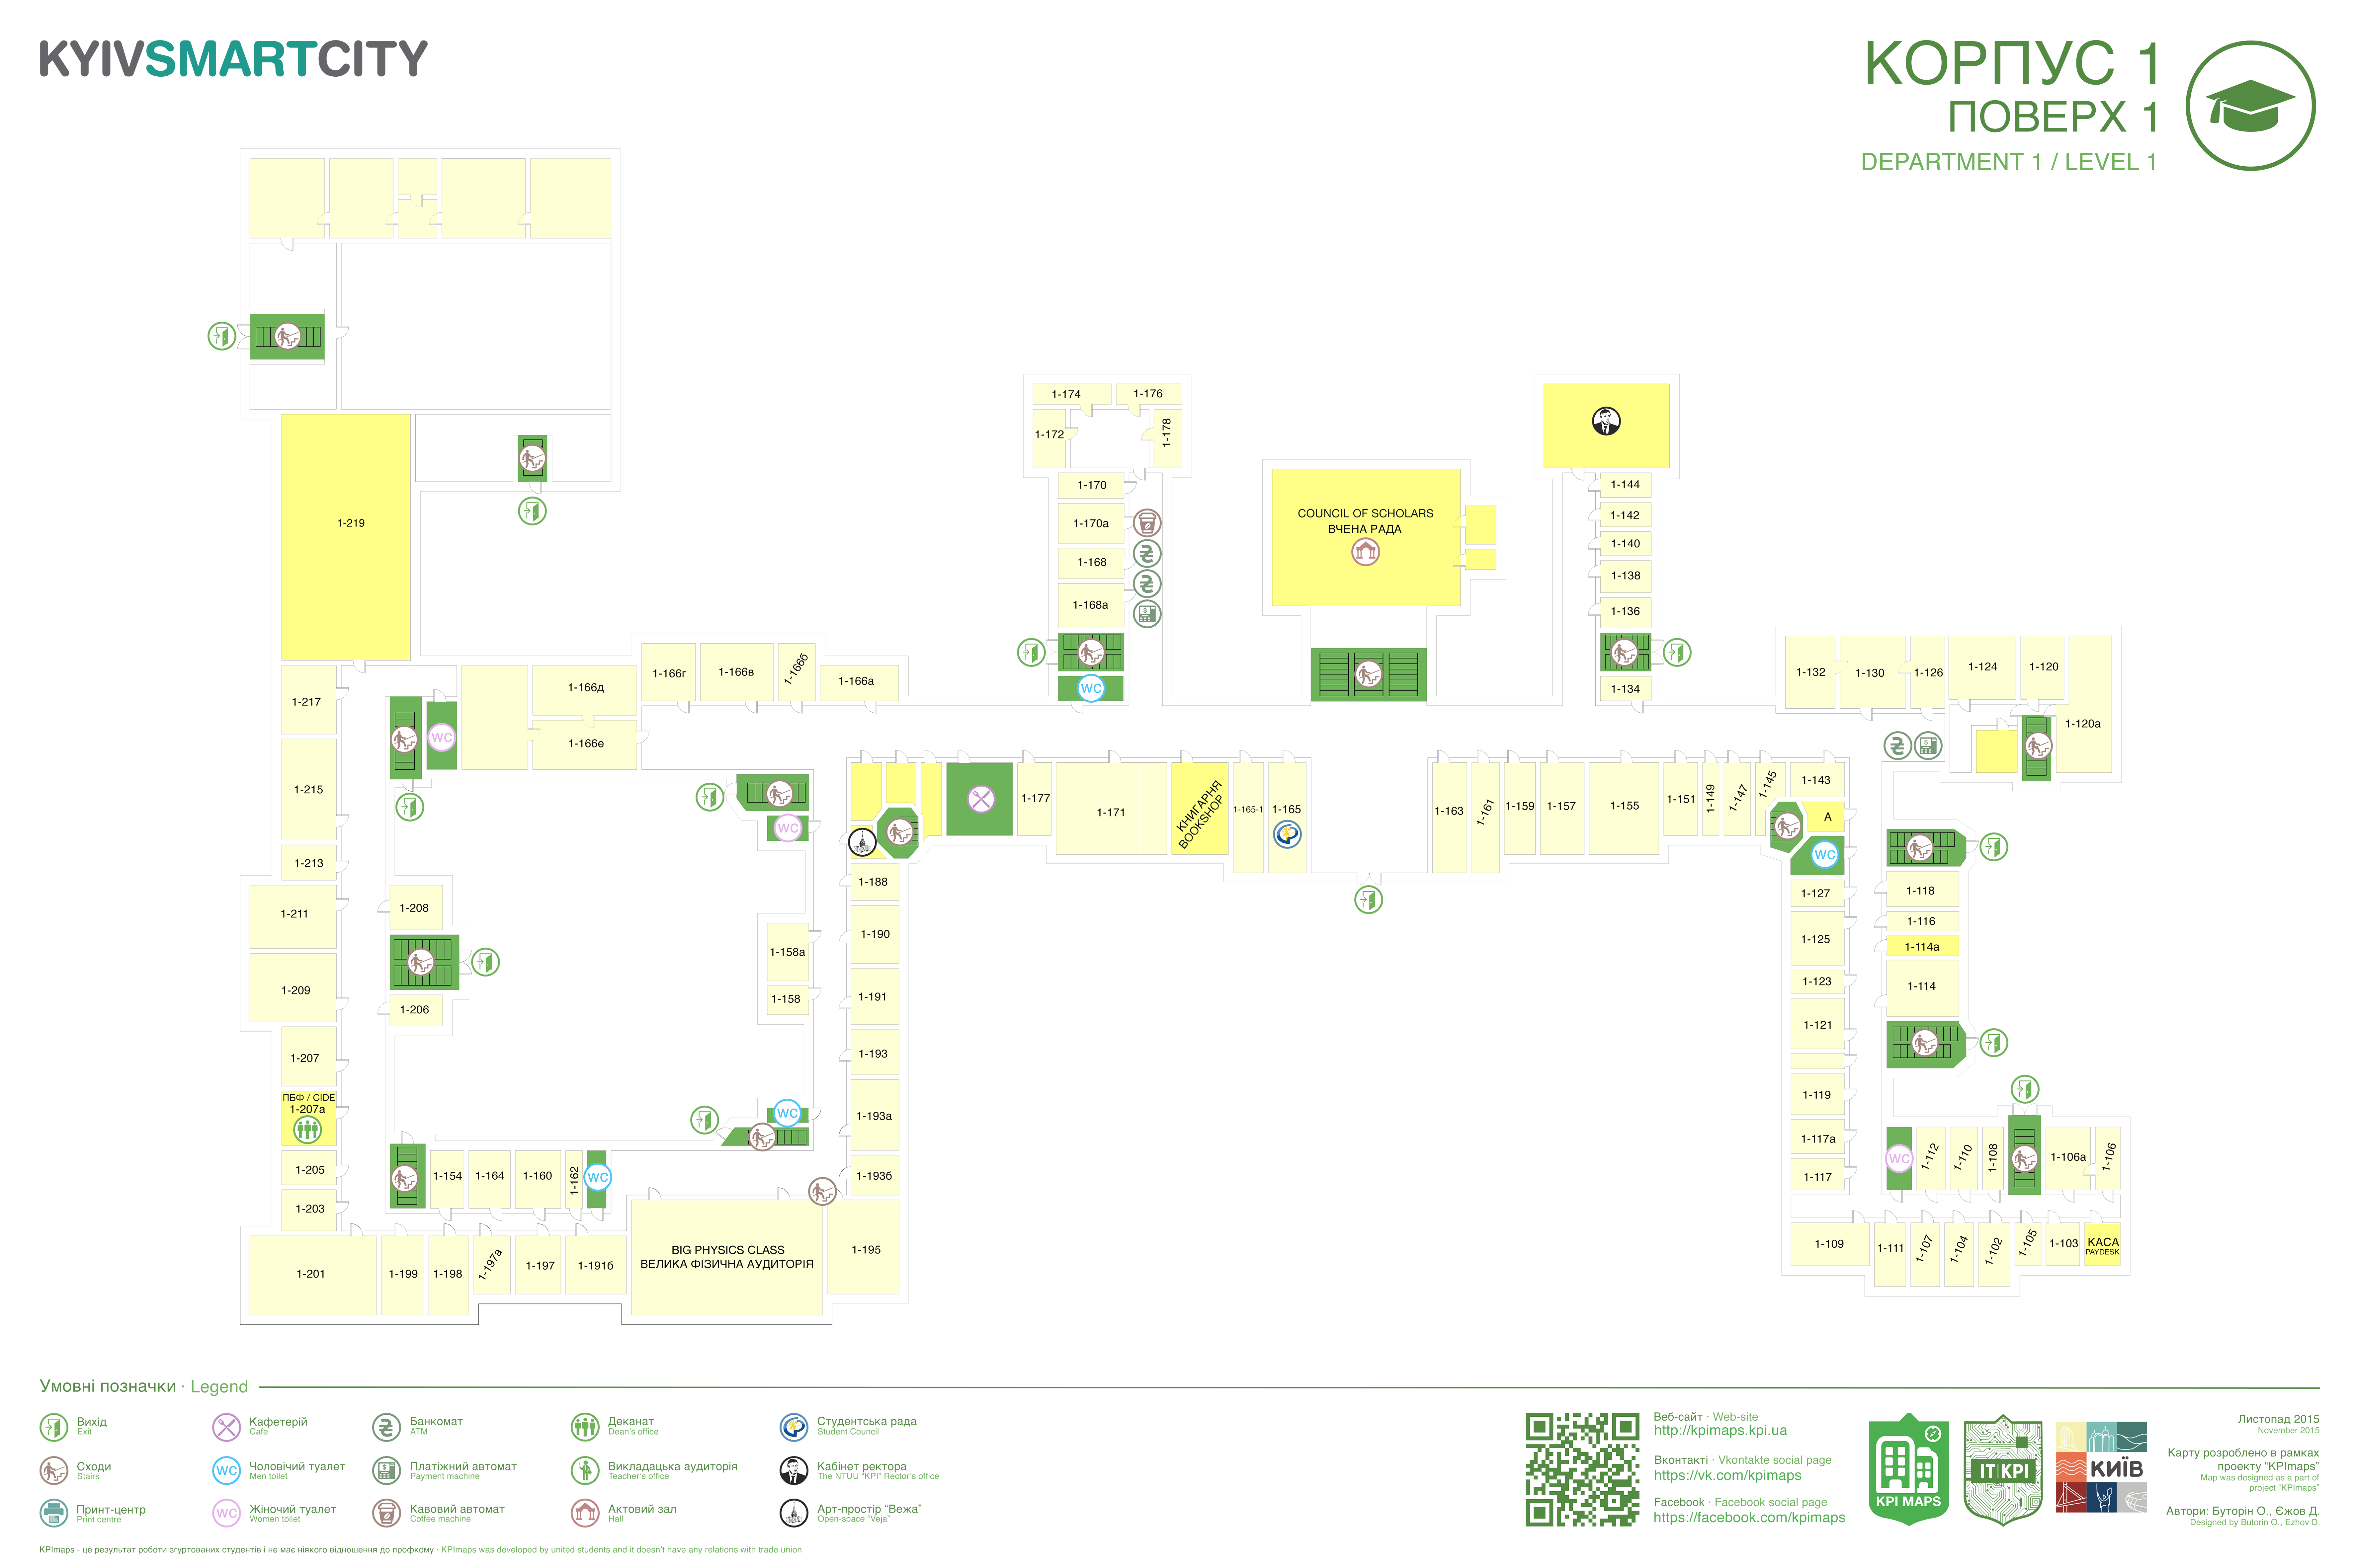 KYIVSMARTCITY
КОРПУС 1
ПОВЕРХ 1
DEPARTMENT 1 / LEVEL 1
1-219
1-174
1-176
1-172
1-178
1-170
1-170а
1-168
1-168а
WC
COUNCIL OF SCHOLARS
ВЧЕНА РАДА
1-144
1-142
1-140
1-138
1-136
1-134
1-132
1-130
1-126
1-124
1-120
1-120а
1-217
1-215
1-213
1-211
1-209
1-207
ПБФ / CIDE
1-207а
1-205
1-203
1-201
WC
1-166д
1-166е
1-166г
1-166в
1-166б
1-166а
1-208
1-206
WC
1-158а
1-158
WC
1-154
1-164
1-160
1-162
WC
1-199
1-198
1-197а
1-197
1-191б
BIG PHYSICS CLASS
ВЕЛИКА ФІЗИЧНА АУДИТОРІЯ
1-195
1-188
1-190
1-191
1-193
1-193а
1-193б
1-177
1-171
КНИГАРНЯ
BOOKSHOP
1-165-1
1-165
1-163
1-161
1-159
1-157
1-155
1-151
1-149
1-147
1-145
1-143
А
WC
1-127
1-125
1-123
1-121
1-119
1-117а
1-117
1-118
1-116
1-114а
1-114
WC
1-112
1-110
1-108
1-106а
1-106
1-109
1-111
1-107
1-104
1-102
1-105
1-103
КАСА
PAYDESK
Умовні позначки · Legend
Вихід
Exit
Сходи
Stairs
Принт-центр
Print centre
Кафетерій
Cafe
WC
Чоловічий туалет
Men toilet
WC
Жіночий туалет
Women toilet
Банкомат
ATM
Платіжний автомат
Payment machine
Кавовий автомат
Coffee machine
Деканат
Dean's office
Викладацька аудиторія
Teacher's office
Актовий зал
Hall
Студентська рада
Student Council
Кабінет ректора
The NTUU "KPI" Rector's office
Арт-простір "Вежа"
Open-space "Veja"
KPImaps - це результат роботи згуртованих студентів і не має ніякого відношення до профкому · KPImaps was developed by united students and it doesn't have any relations with trade union
Веб-сайт · Web-site
http://kpimaps.kpi.ua
Вконтакті · Vkontakte social page
https://vk.com/kpimaps
Facebook · Facebook social page
https://facebook.com/kpimaps
KPI MAPS
IT KPI
КИЇВ
Листопад 2015
November 2015
Карту розроблено в рамках
проекту "KPImaps"
Map was designed as a part of
project "KPImaps"
Автори: Буторін О., Єжов Д.
Designed by Butorin O., Ezhov D.